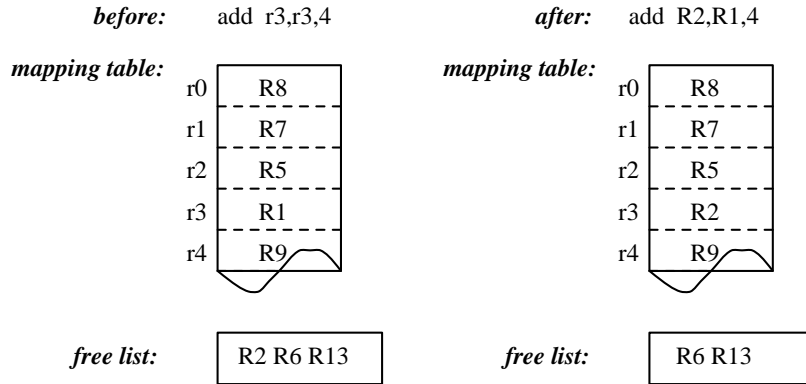 before: add r3,r3,4
mapping table:
r0 R8
r1 R7
r2 R5
r3 R1
r4 R9
free list: R2 R6 R13
after: add R2,R1,4
mapping table:
r0 R8
r1 R7
r2 R5
r3 R2
r4 R9
free list: R6 R13